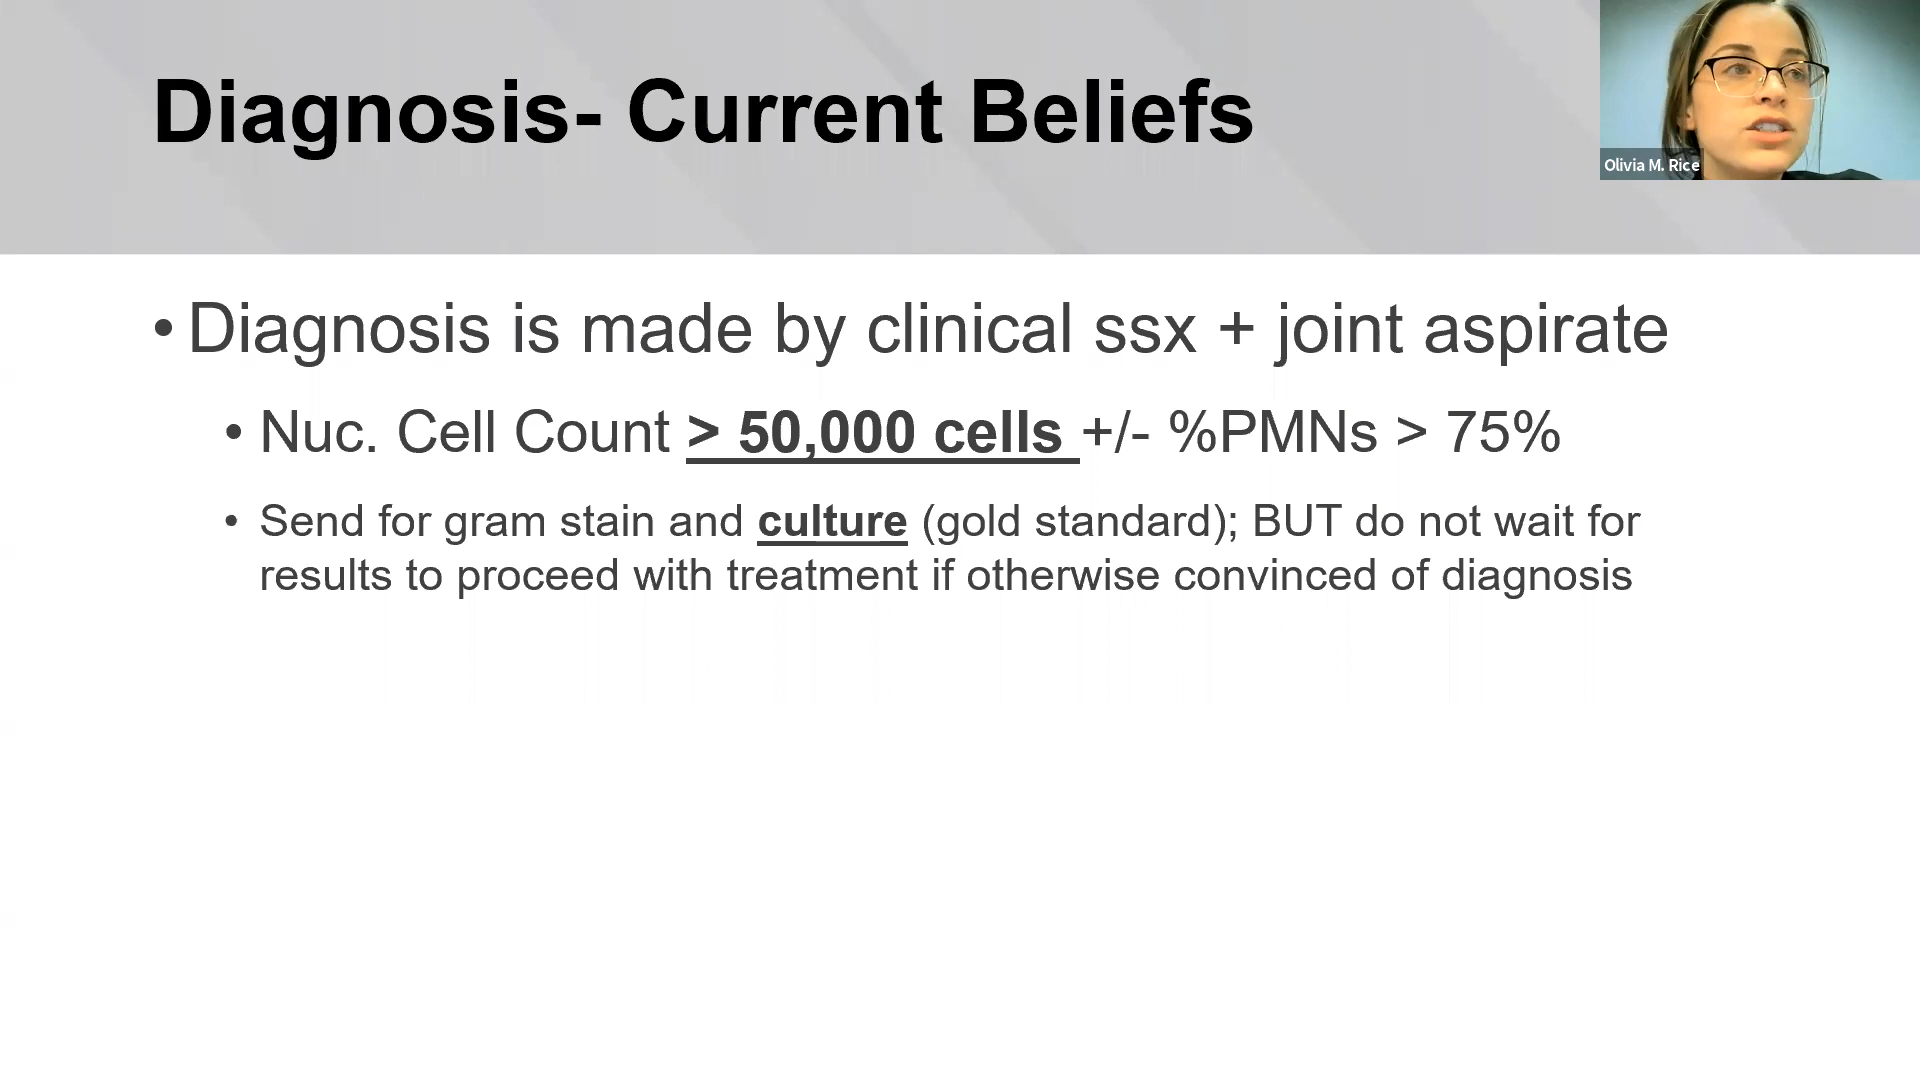 Diagnosis- Current Beliefs
Olivia M. Rice
• Diagnosis is made by clinical ssx + joint aspirate
• Nuc. Cell Count > 50,000 cells +/- %PMNs > 75%
• Send for gram stain and culture (gold standard); BUT do not wait for
results to proceed with treatment if otherwise convinced of diagnosis